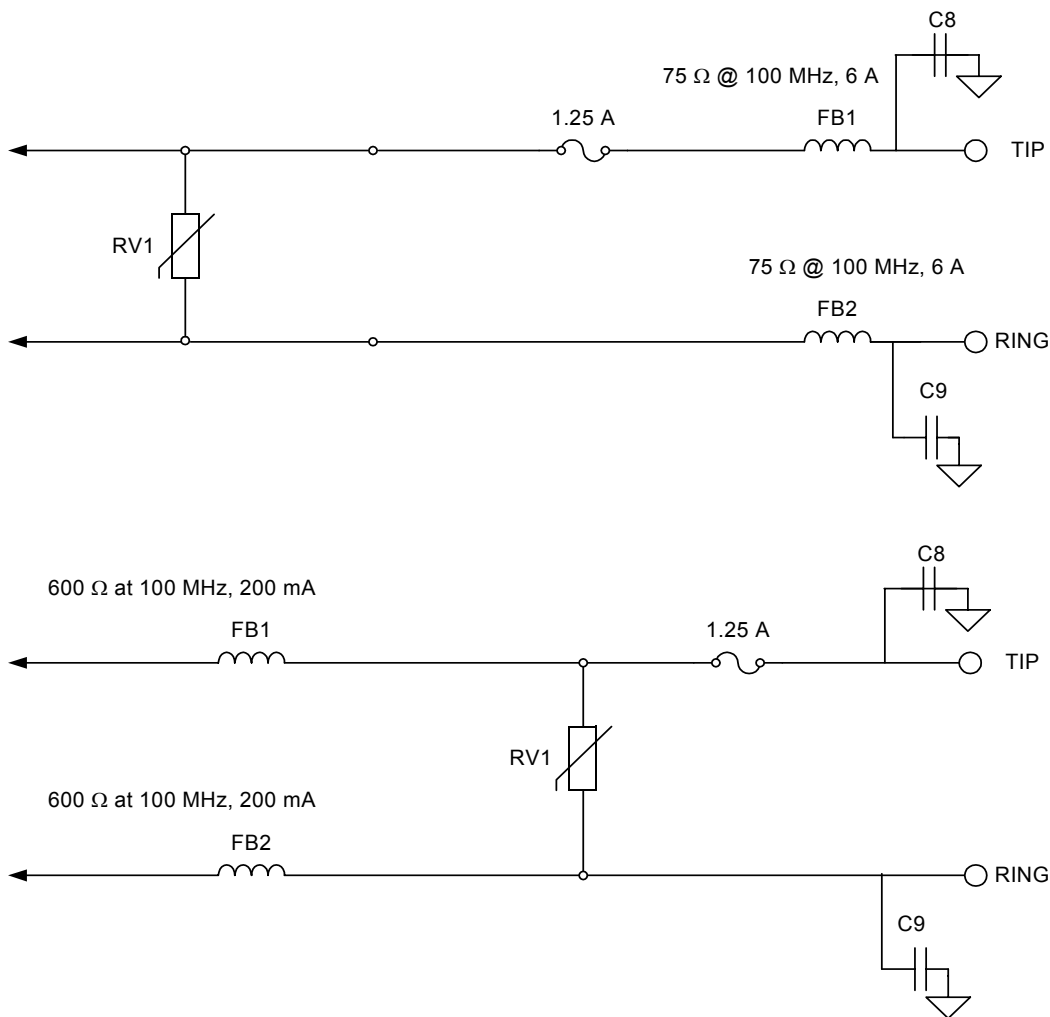 C8
75 Ω @ 100 MHz, 6 A
1.25 A
FB1
TIP
RV1
75 Ω @ 100 MHz, 6 A
FB2
RING
C9
C8
600 Ω at 100 MHz, 200 mA
FB1
1.25 A
TIP
RV1
600 Ω at 100 MHz, 200 mA
FB2
RING
C9